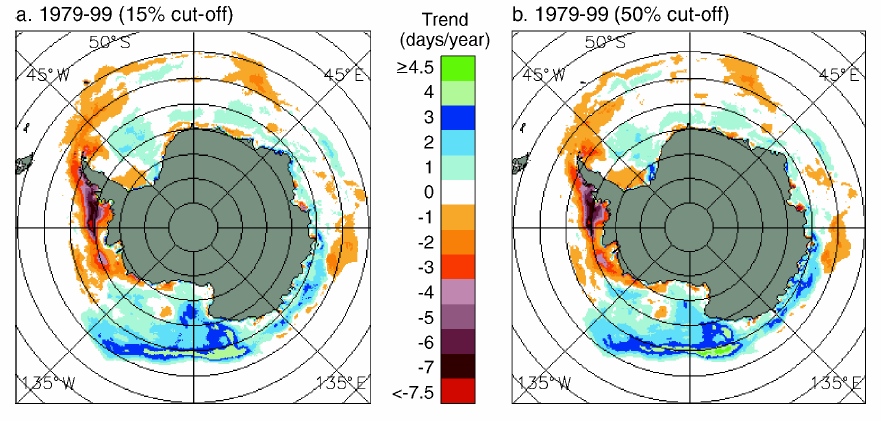 a. 1979-99 (15% cut-off)
Trend
(days/year)
b. 1979-99 (50% cut-off)
50°S
45°W
45°E
135°W
135°E
≥4.5
4
3
2
1
0
-1
-2
-3
-4
-5
-6
-7
<-7.5
50°S
45°W
45°E
135°W
135°E